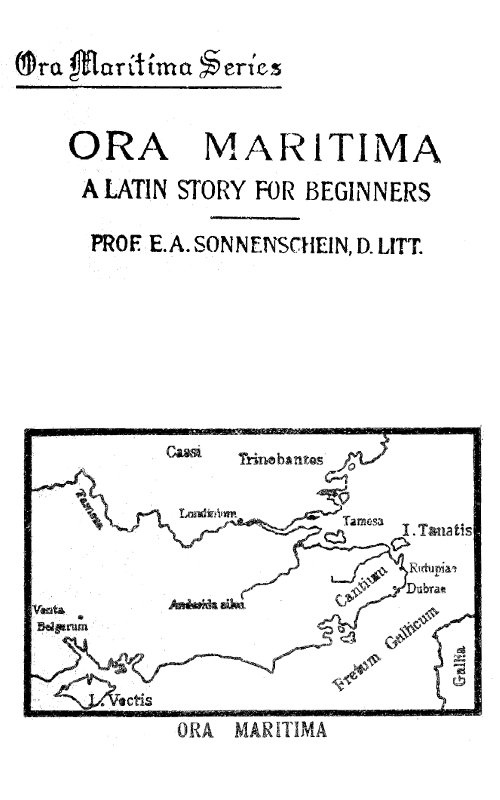 Ora Maritima Series
ORA MARITIMA
A LATIN STORY FOR BEGINNERS
PROF. E. A. SONNENSCHEIN, D. LITT.
Cassi
Trinobantes
Tamesa
Londinium
Tamesa
I. Tanatis
Rutupiae
Cantium
Dubrae
Anderida silva
Venta
Belgarum
Fretum Gallicum
Gallia
I. Vectis
ORA MARITIMA